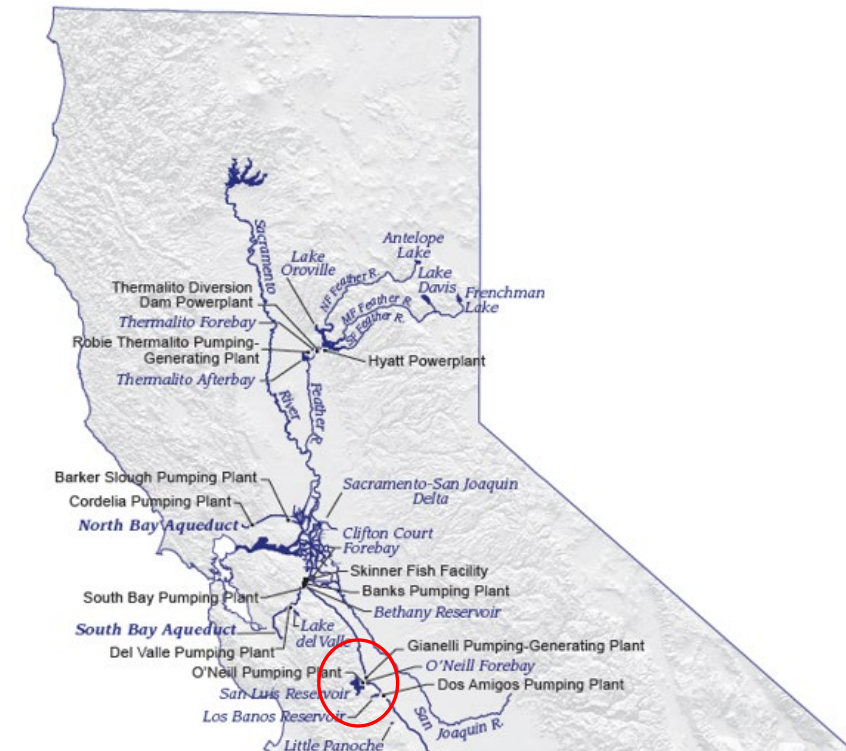 Sacramento
River
Antelope
Lake
Lake
Oroville
Lake
Davis
Frenchman
Lake
NF Feather R.
MF Feather R.
SF Feather R.
Thermalito Diversion
Dam Powerplant
Thermalito Forebay
Robie Thermalito Pumping-
Generating Plant
Hyatt Powerplant
Thermalito Afterbay
Feather R.
Barker Slough Pumping Plant
Cordelia Pumping Plant
North Bay Aqueduct
Sacramento-San Joaquin
Delta
Clifton Court
Forebay
Skinner Fish Facility
South Bay Pumping Plant
Banks Pumping Plant
Bethany Reservoir
South Bay Aqueduct
Lake
del Valle
Del Valle Pumping Plant
Gianelli Pumping-Generating Plant
O'Neill Pumping Plant
O'Neill Forebay
San Luis Reservoir
Dos Amigos Pumping Plant
Los Banos Reservoir
San
Joaquin R.
Little Panoche